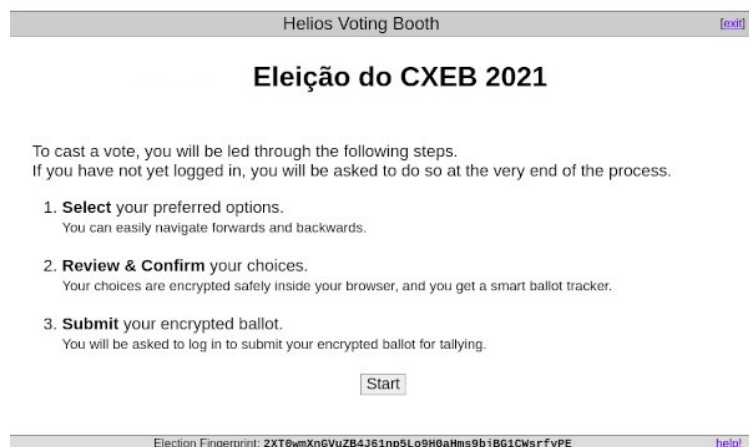 Helios Voting Booth [exit]
Eleição do CXEB 2021
To cast a vote, you will be led through the following steps.
If you have not yet logged in, you will be asked to do so at the very end of the process.
1. Select your preferred options.
You can easily navigate forwards and backwards.
2. Review & Confirm your choices.
Your choices are encrypted safely inside your browser, and you get a smart ballot tracker.
3. Submit your encrypted ballot.
You will be asked to log in to submit your encrypted ballot for tallying.
Start
Election Fingerprint: help!